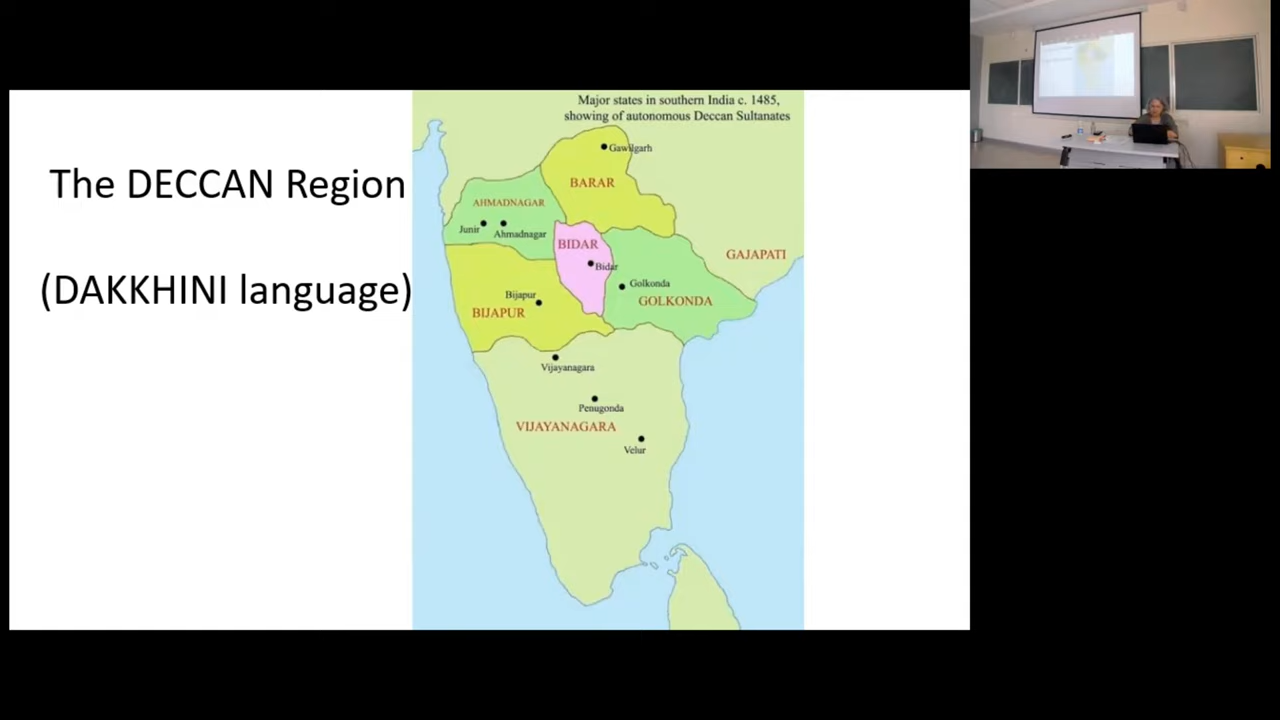 The DECCAN Region
(DAKKHINI language)
Major states in southern India c. 1485,
showing of autonomous Deccan Sultanates
Gawilgarh
BARAR
AHMADNAGAR
Junir
Ahmadnagar
BIDAR
Bidar
GAJAPATI
Golkonda
GOLKONDA
Bijapur
BIJAPUR
Vijayanagara
Penugonda
VIJAYANAGARA
Velur